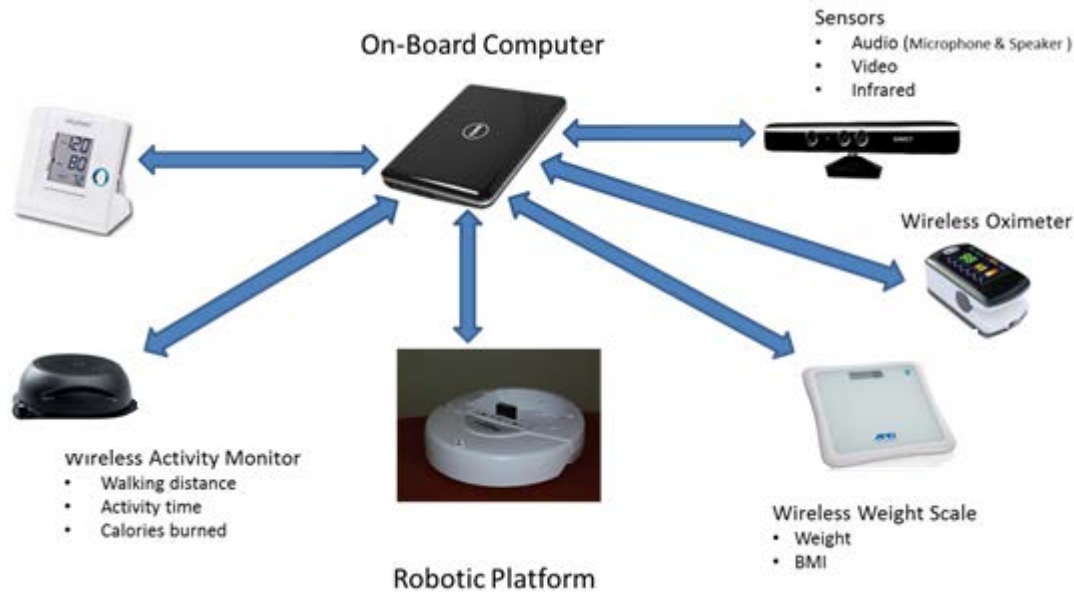 Sensors
• Audio (Microphone & Speaker )
• Video
• Infrared
On-Board Computer
120
80
Wireless Oximeter
Wireless Activity Monitor
• Walking distance
• Activity time
• Calories burned
Wireless Weight Scale
• Weight
• BMI
Robotic Platform